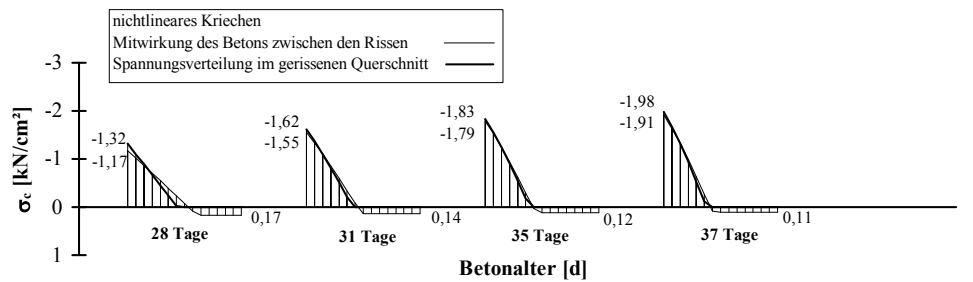 nichtlineares Kriechen
Mitwirkung des Betons zwischen den Rissen
Spannungsverteilung im gerissenen Querschnitt
σc [kN/cm²]
-3
-2
-1
0
1
-1,32
-1,17
0,17
28 Tage
-1,62
-1,55
0,14
31 Tage
-1,83
-1,79
0,12
35 Tage
-1,98
-1,91
0,11
37 Tage
Betonalter [d]